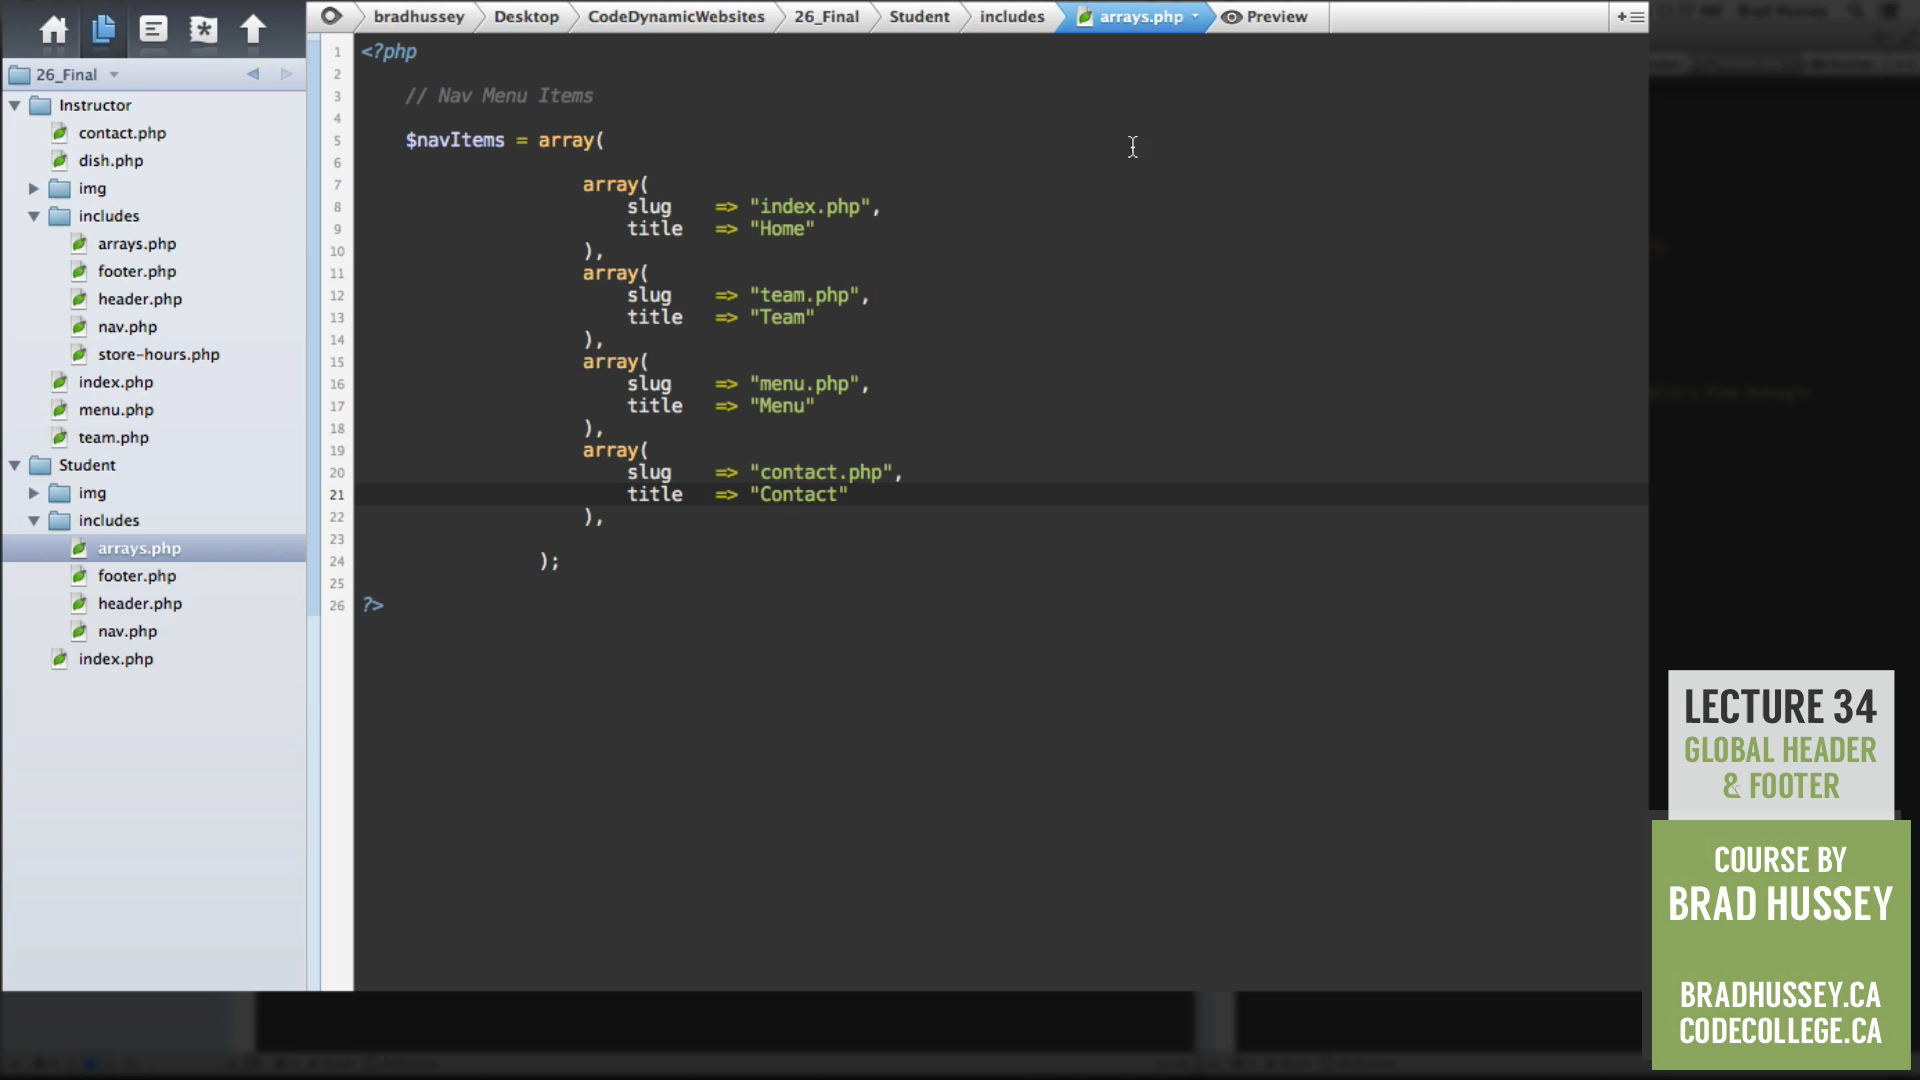 bradhussey
Desktop
CodeDynamicWebsites
26_Final
Student
includes
arrays.php
Preview
26_Final
Instructor
contact.php
dish.php
img
includes
arrays.php
footer.php
header.php
nav.php
store-hours.php
index.php
menu.php
team.php
Student
img
includes
arrays.php
footer.php
header.php
nav.php
index.php
1 <?php
2
3 // Nav Menu Items
4
5 $navItems = array(
6
7 array(
8 slug => "index.php",
9 title => "Home"
10 ),
11 array(
12 slug => "team.php",
13 title => "Team"
14 ),
15 array(
16 slug => "menu.php",
17 title => "Menu"
18 ),
19 array(
20 slug => "contact.php",
21 title => "Contact"
22 ),
23
24 );
25
26 ?>
LECTURE 34
GLOBAL HEADER
& FOOTER
COURSE BY
BRAD HUSSEY
BRADHUSSEY.CA
CODECOLLEGE.CA